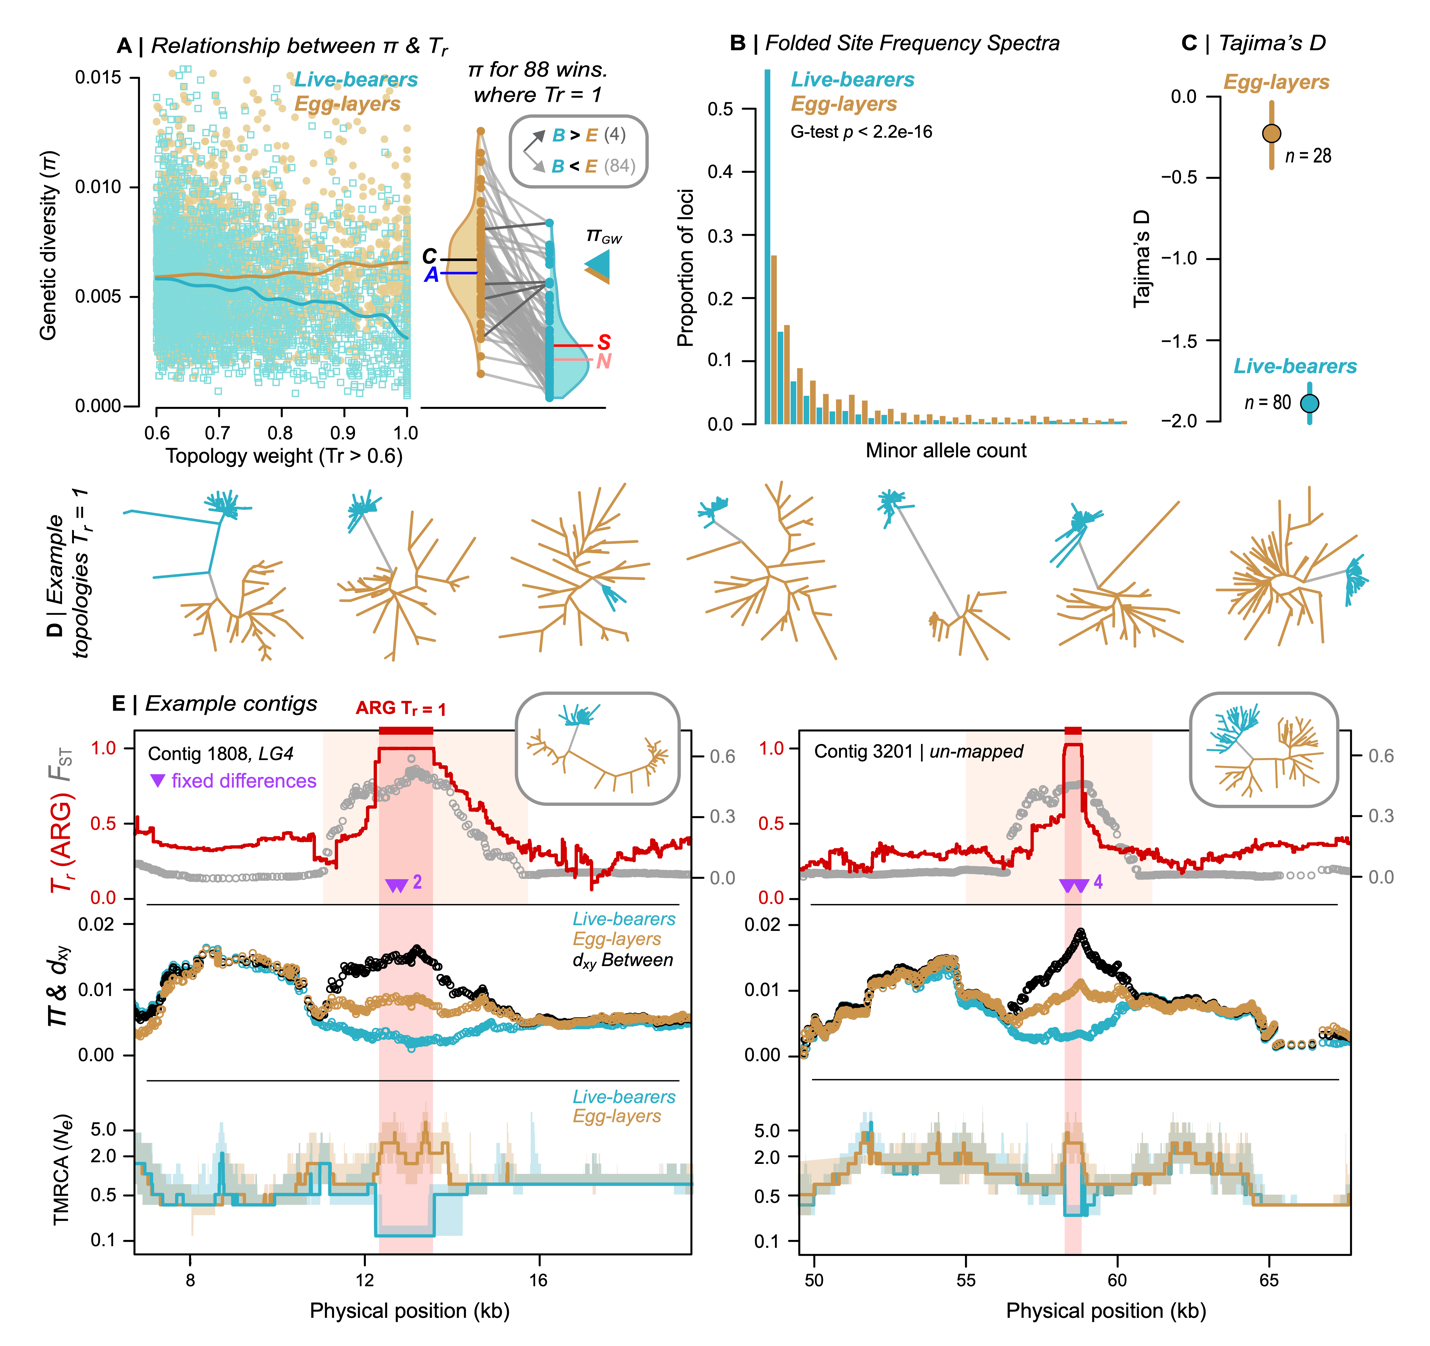 A | Relationship between π & Tr
Genetic diversity (π)
0.015
0.010
0.005
0.000
Live-bearers
Egg-layers
0.6 0.7 0.8 0.9 1.0
Topology weight (Tr > 0.6)
π for 88 wins.
where Tr = 1
B > E (4)
B < E (84)
C
A
πGW
S
N
B | Folded Site Frequency Spectra
Live-bearers
Egg-layers
G-test p < 2.2e-16
Proportion of loci
0.5
0.4
0.3
0.2
0.1
0.0
Minor allele count
C | Tajima's D
Egg-layers
n = 28
Tajima's D
0.0
−0.5
−1.0
−1.5
−2.0
Live-bearers
n = 80
D | Example
topologies Tr = 1
E | Example contigs
ARG Tr = 1
Tr (ARG) FST
1.0
0.5
0.0
Contig 1808, LG4
fixed differences
2
0.6
0.3
0.0
π & dxy
0.02
0.01
0.00
Live-bearers
Egg-layers
dxy Between
TMRCA (Ne)
5.0
2.0
0.5
0.1
Live-bearers
Egg-layers
8 12 16
Physical position (kb)
1.0
0.5
0.0
Contig 3201 | un-mapped
4
0.6
0.3
0.0
0.02
0.01
0.00
5.0
2.0
0.5
0.1
50 55 60 65
Physical position (kb)